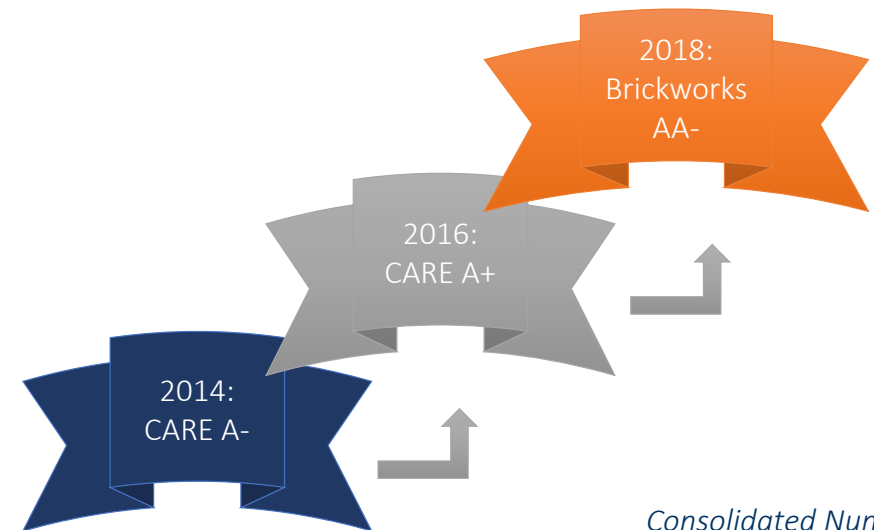 2018:
Brickworks
AA-
2016:
CARE A+
2014:
CARE A-
Consolidated